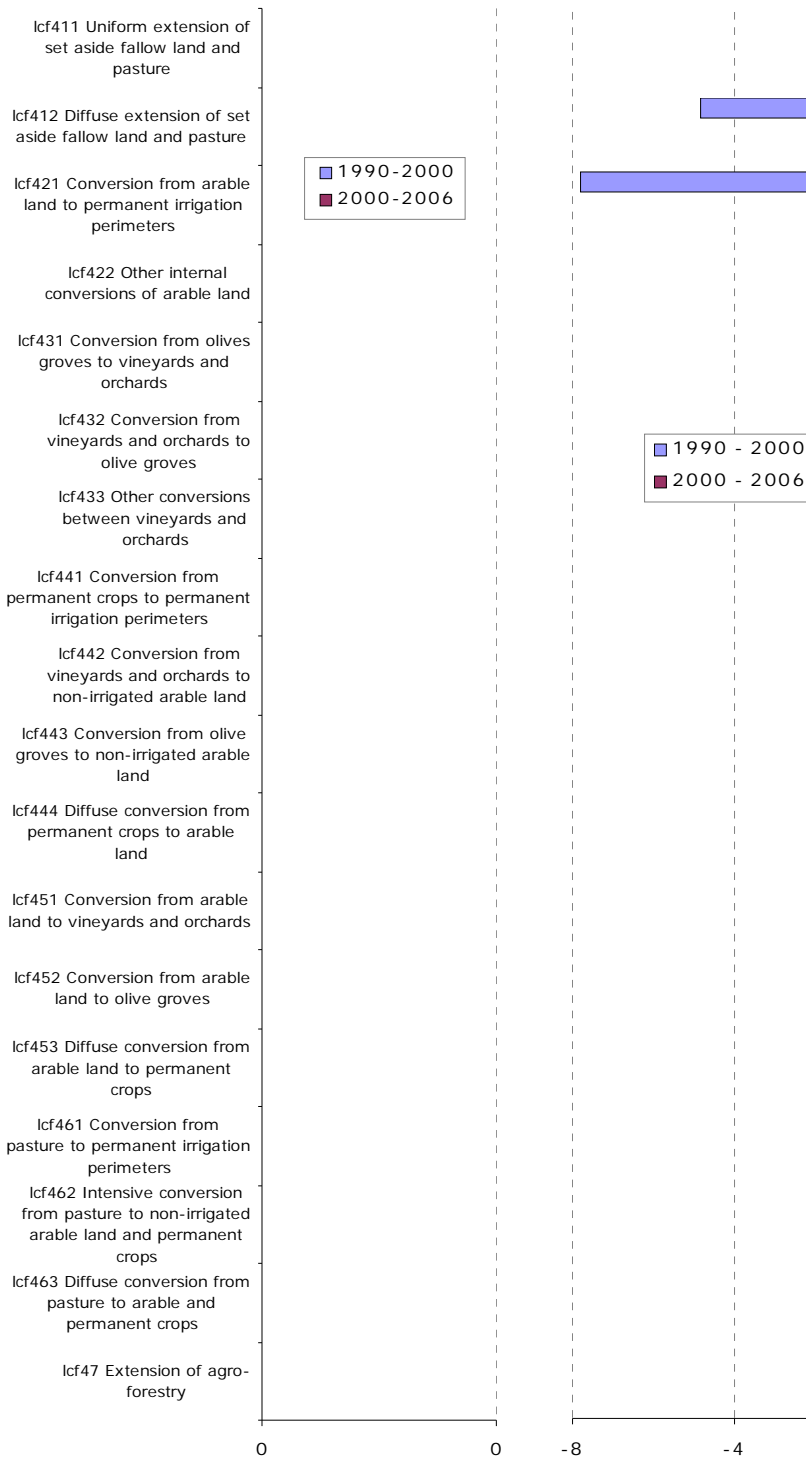 lcf411 Uniform extension of
set aside fallow land and
pasture
lcf412 Diffuse extension of set
aside fallow land and pasture
lcf421 Conversion from arable
land to permanent irrigation
perimeters
lcf422 Other internal
conversions of arable land
lcf431 Conversion from olives
groves to vineyards and
orchards
lcf432 Conversion from
vineyards and orchards to
olive groves
lcf433 Other conversions
between vineyards and
orchards
lcf441 Conversion from
permanent crops to permanent
irrigation perimeters
lcf442 Conversion from
vineyards and orchards to
non-irrigated arable land
lcf443 Conversion from olive
groves to non-irrigated arable
land
lcf444 Diffuse conversion from
permanent crops to arable
land
lcf451 Conversion from arable
land to vineyards and orchards
lcf452 Conversion from arable
land to olive groves
lcf453 Diffuse conversion from
arable land to permanent
crops
lcf461 Conversion from
pasture to permanent irrigation
perimeters
lcf462 Intensive conversion
from pasture to non-irrigated
arable land and permanent
crops
lcf463 Diffuse conversion from
pasture to arable and
permanent crops
lcf47 Extension of agro-
forestry
1990-2000
2000-2006
1990 - 2000
2000 - 2006
0 0 -8 -4